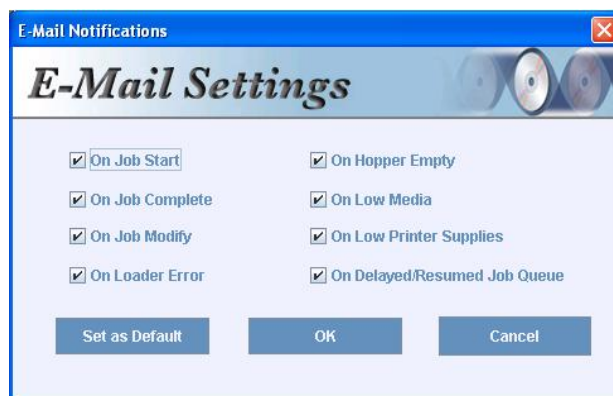 E-Mail Notifications
E-Mail Settings
On Job Start
On Hopper Empty
On Job Complete
On Low Media
On Job Modify
On Low Printer Supplies
On Loader Error
On Delayed/Resumed Job Queue
Set as Default
OK
Cancel